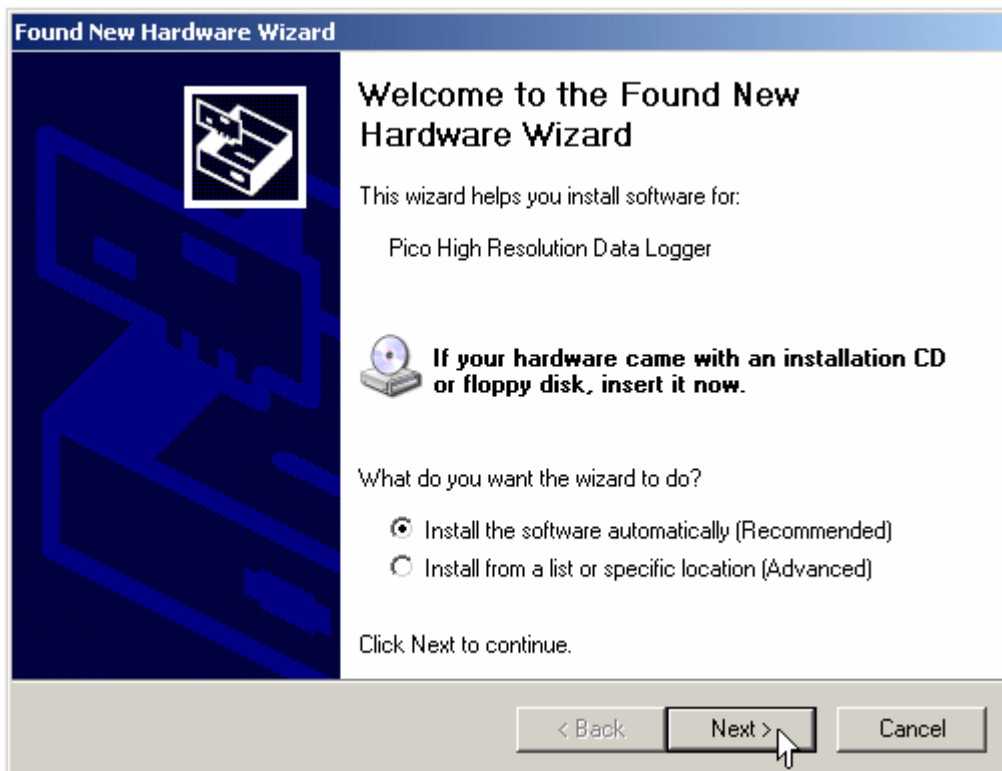 Found New Hardware Wizard
Welcome to the Found New
Hardware Wizard
This wizard helps you install software for:
Pico High Resolution Data Logger
If your hardware came with an installation CD
or floppy disk, insert it now.
What do you want the wizard to do?
Install the software automatically (Recommended)
Install from a list or specific location (Advanced)
Click Next to continue.
< Back Next > Cancel